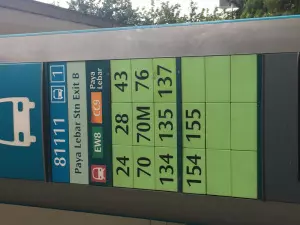 81111 1
Paya Lebar Stn Exit B
EW8 CC9 Paya
Lebar
24 28 43
70 70M 76
134 135 137
154 155